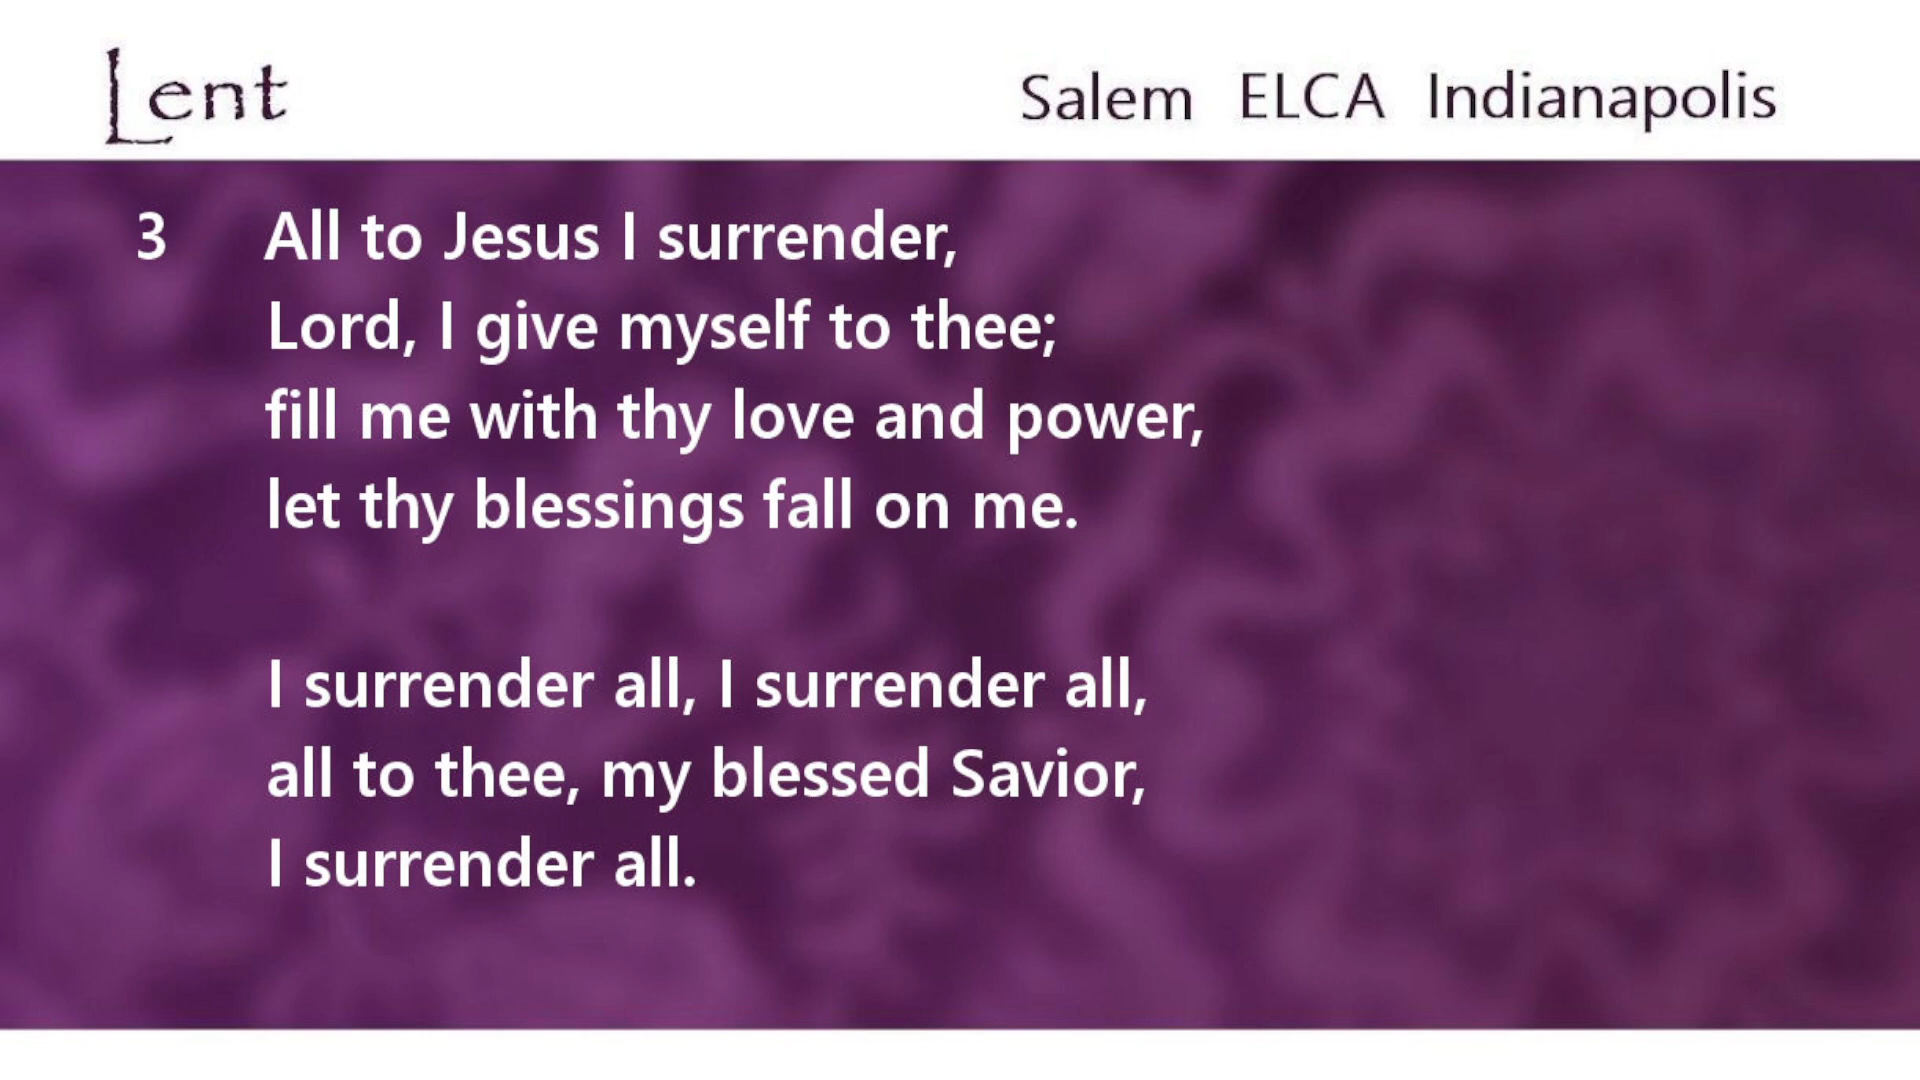 Lent
Salem ELCA Indianapolis
3 All to Jesus I surrender,
Lord, I give myself to thee;
fill me with thy love and power,
let thy blessings fall on me.
I surrender all, I surrender all,
all to thee, my blessed Savior,
I surrender all.